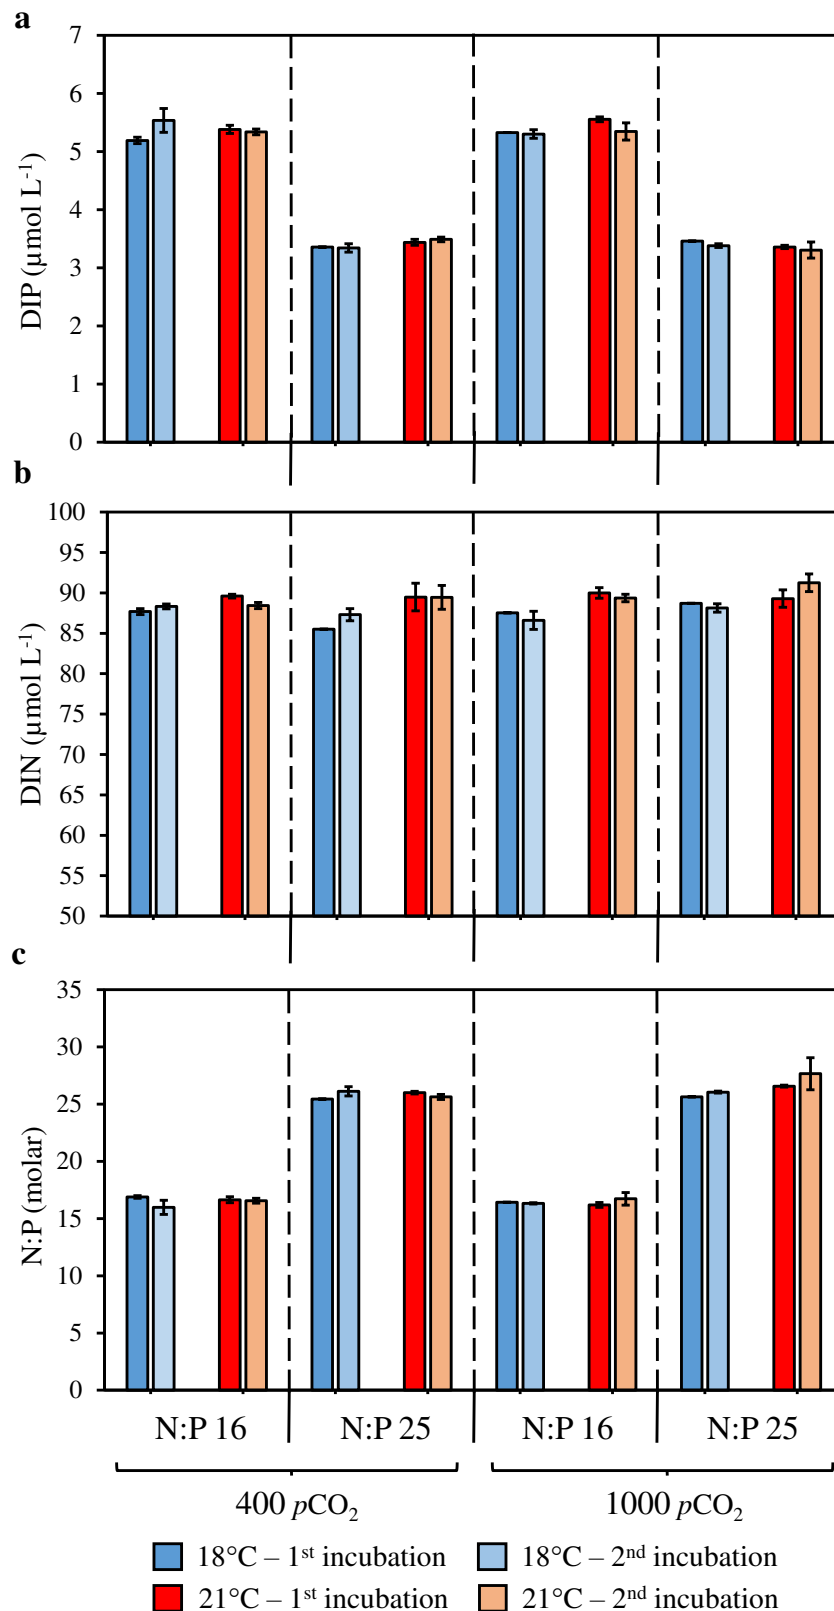 a
7
6
5
4
3
2
1
0
DIP (µmol L-1)
b
100
95
90
85
80
75
70
65
60
55
50
DIN (µmol L-1)
c
35
30
25
20
15
10
5
0
N:P (molar)
N:P 16 N:P 25 N:P 16 N:P 25
400 pCO2 1000 pCO2
18°C – 1st incubation 18°C – 2nd incubation
21°C – 1st incubation 21°C – 2nd incubation